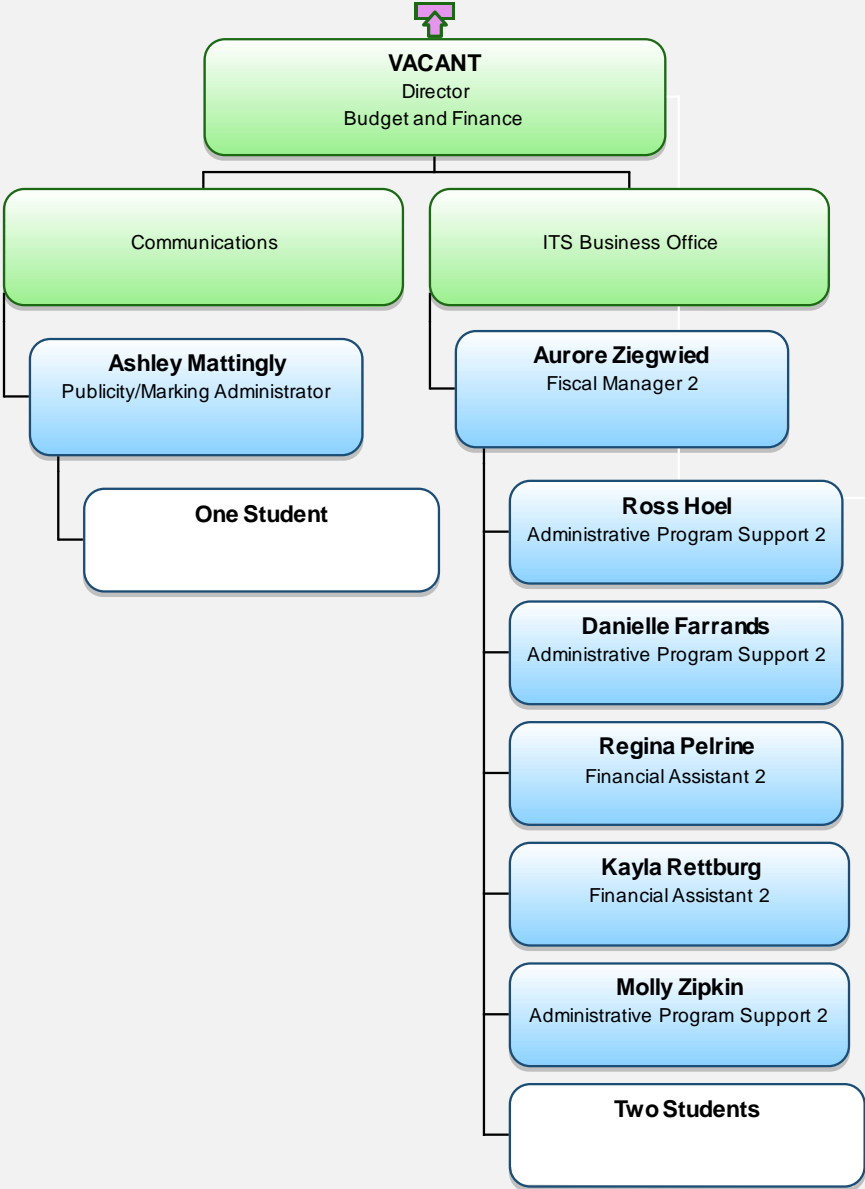 VACANT
Director
Budget and Finance
Communications
ITS Business Office
Ashley Mattingly
Publicity/Marking Administrator
One Student
Aurore Ziegwied
Fiscal Manager 2
Ross Hoel
Administrative Program Support 2
Danielle Farrands
Administrative Program Support 2
Regina Pelrine
Financial Assistant 2
Kayla Rettburg
Financial Assistant 2
Molly Zipkin
Administrative Program Support 2
Two Students